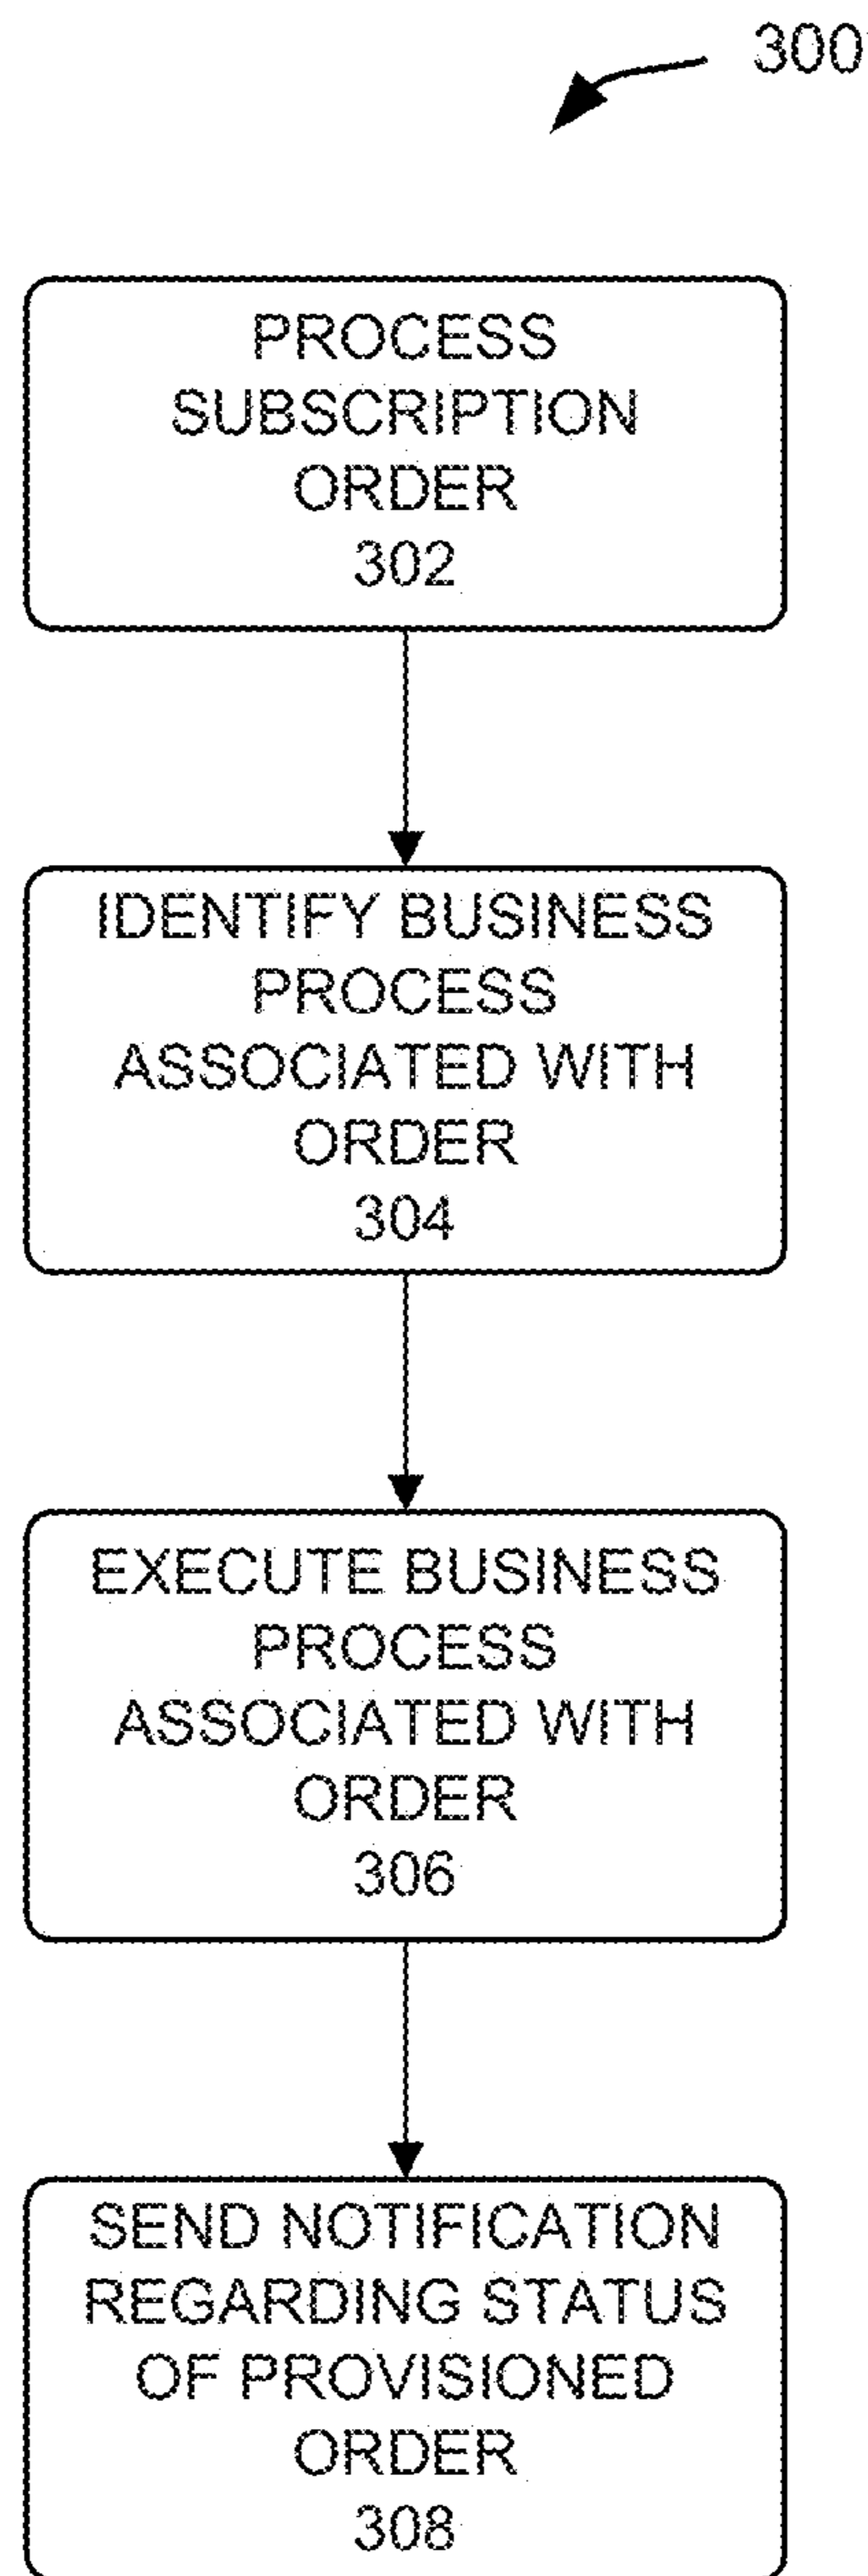 300
PROCESS
SUBSCRIPTION
ORDER
302
IDENTIFY BUSINESS
PROCESS
ASSOCIATED WITH
ORDER
304
EXECUTE BUSINESS
PROCESS
ASSOCIATED WITH
ORDER
306
SEND NOTIFICATION
REGARDING STATUS
OF PROVISIONED
ORDER
308